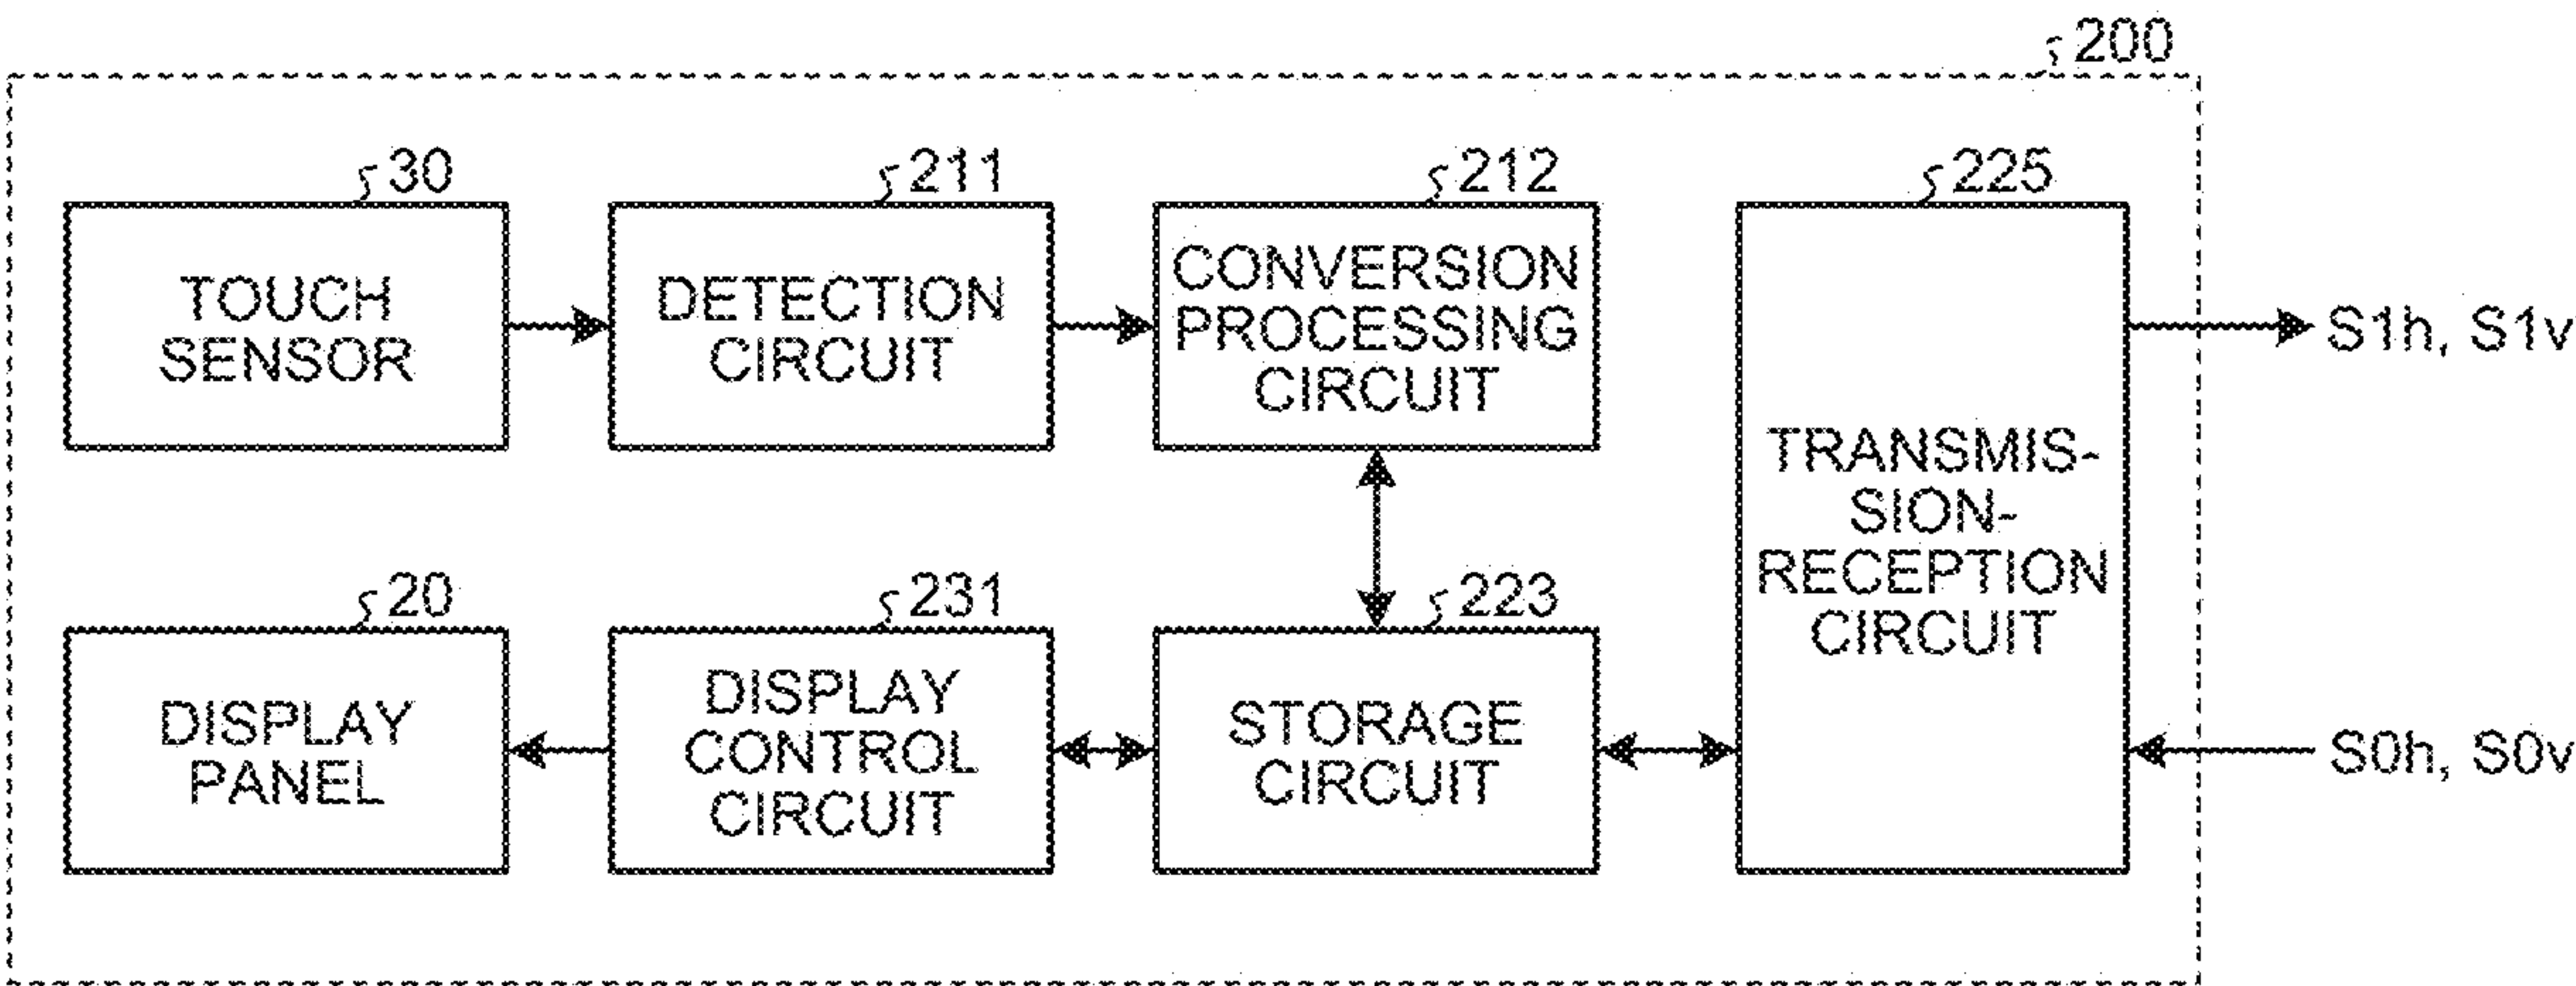 200
30
TOUCH
SENSOR
211
DETECTION
CIRCUIT
212
CONVERSION
PROCESSING
CIRCUIT
225
TRANSMIS-
SION-
RECEPTION
CIRCUIT
S1h, S1v
20
DISPLAY
PANEL
231
DISPLAY
CONTROL
CIRCUIT
223
STORAGE
CIRCUIT
S0h, S0v